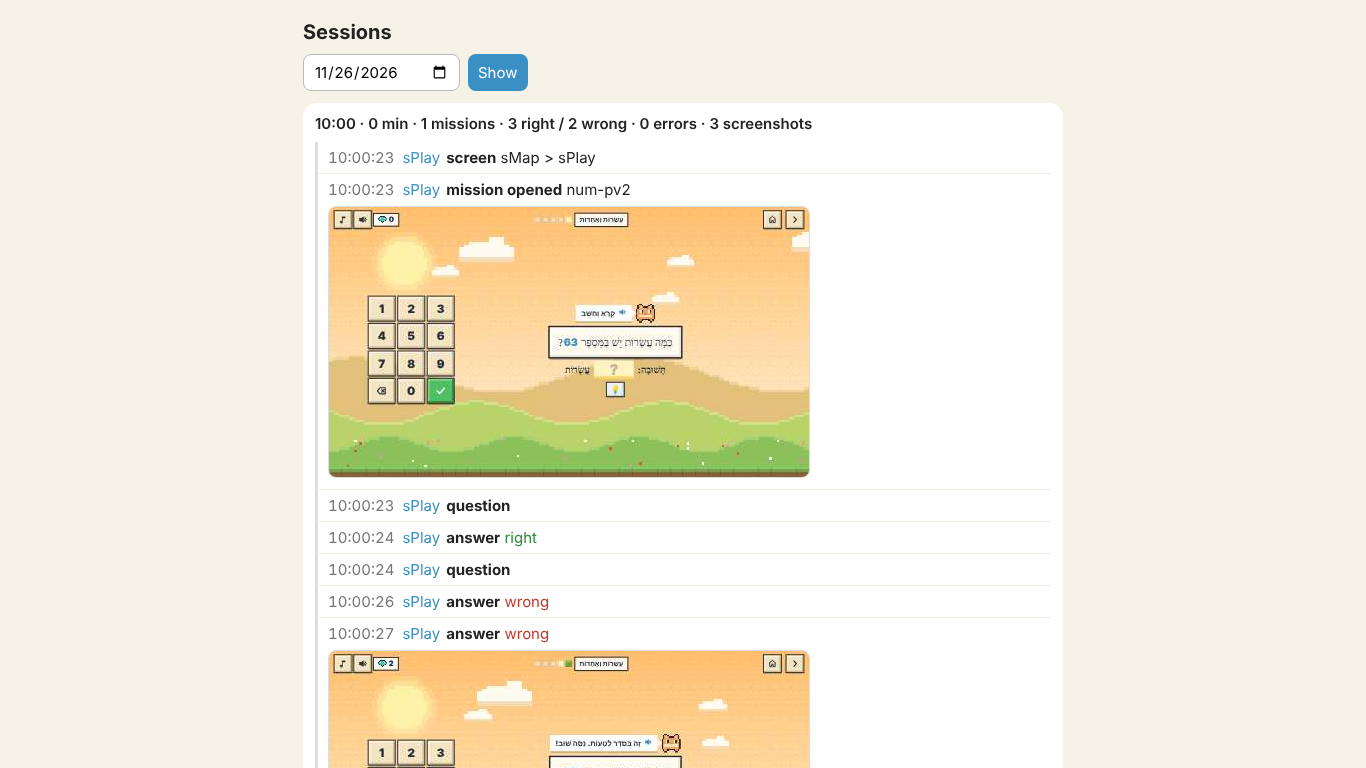 Sessions
11/26/2026
Show
10:00 · 0 min · 1 missions · 3 right / 2 wrong · 0 errors · 3 screenshots
10:00:23 sPlay screen sMap > sPlay
10:00:23 sPlay mission opened num-pv2
0
עשרות ואחדות
1 2 3
קרא וחשב
4 5 6
כַּמָּה עֲשָׂרוֹת יֵשׁ בַּמִּסְפָּר 63?
7 8 9
תְּשׁוּבָה: ? עֲשָׂרוֹת
0
10:00:23 sPlay question
10:00:24 sPlay answer right
10:00:24 sPlay question
10:00:26 sPlay answer wrong
10:00:27 sPlay answer wrong
2
עשרות ואחדות
זה בסדר לטעות. נסה שוב!
1 2 3